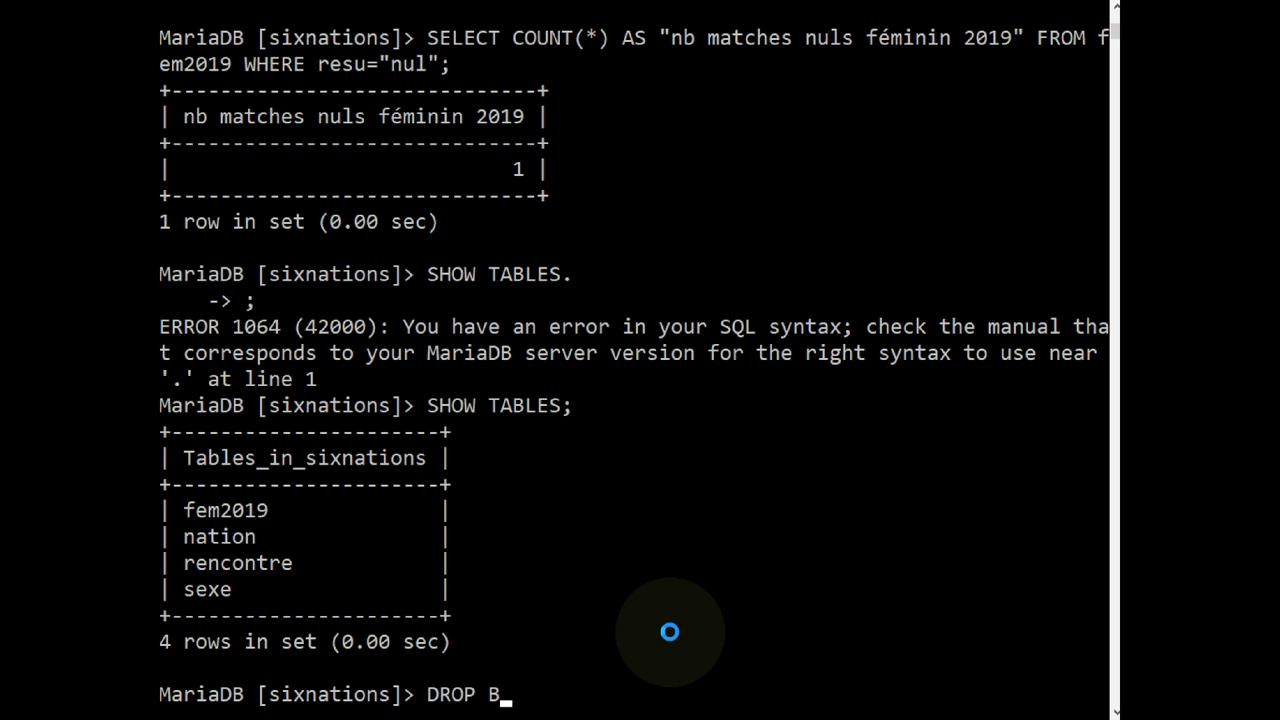 MariaDB [sixnations]> SELECT COUNT(*) AS "nb matches nuls féminin 2019" FROM f
em2019 WHERE resu="nul";
+------------------------------+
| nb matches nuls féminin 2019 |
+------------------------------+
|                            1 |
+------------------------------+
1 row in set (0.00 sec)
MariaDB [sixnations]> SHOW TABLES.
    -> ;
ERROR 1064 (42000): You have an error in your SQL syntax; check the manual tha
t corresponds to your MariaDB server version for the right syntax to use near
'.' at line 1
MariaDB [sixnations]> SHOW TABLES;
+----------------------+
| Tables_in_sixnations |
+----------------------+
| fem2019              |
| nation               |
| rencontre            |
| sexe                 |
+----------------------+
4 rows in set (0.00 sec)
MariaDB [sixnations]> DROP B_